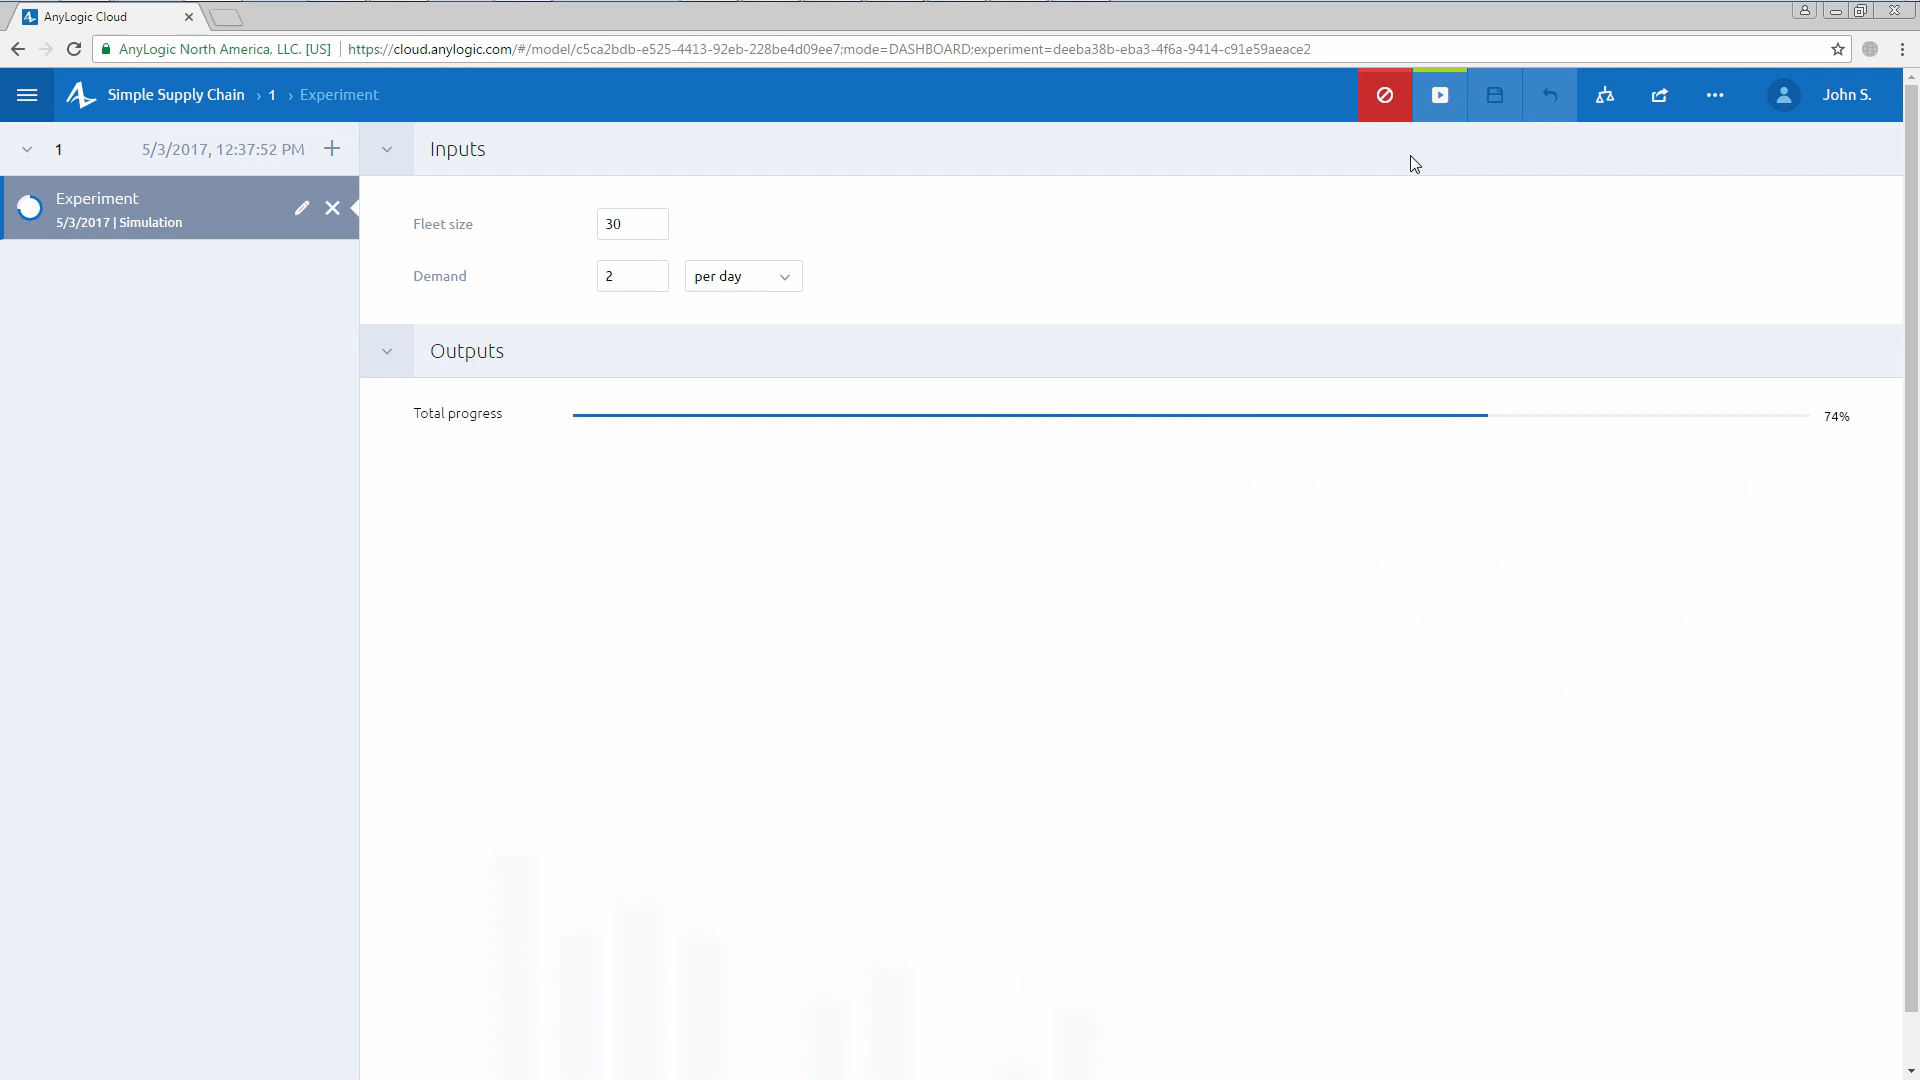 AnyLogic Cloud
AnyLogic North America, LLC. [US] https://cloud.anylogic.com/#/model/c5ca2bdb-e525-4413-92eb-228be4d09ee7;mode=DASHBOARD;experiment=deeba38b-eba3-4f6a-9414-c91e59aeace2
Simple Supply Chain › 1 › Experiment
John S.
1 5/3/2017, 12:37:52 PM
Inputs
Experiment
5/3/2017 | Simulation
Fleet size 30
Demand 2 per day
Outputs
Total progress 74%